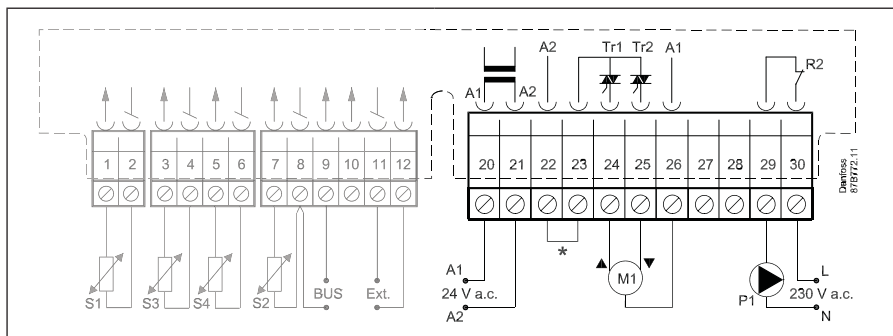 A2 Tr1 Tr2 A1
R2
A1 A2
1 2 3 4 5 6 7 8 9 10 11 12
20 21 22 23 24 25 26 27 28 29 30
Danfoss
87B772.11
*
A1
24 V a.c.
A2
S1 S3 S4 S2 BUS Ext.
M1
P1
L
230 V a.c.
N